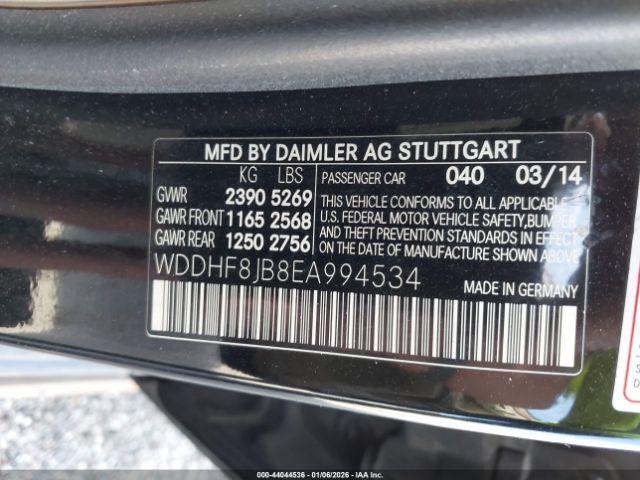 MFD BY DAIMLER AG STUTTGART
KG LBS PASSENGER CAR 040 03/14
GVWR 2390 5269
GAWR FRONT 1165 2568
GAWR REAR 1250 2756
THIS VEHICLE CONFORMS TO ALL APPLICABLE
U.S. FEDERAL MOTOR VEHICLE SAFETY, BUMPER
AND THEFT PREVENTION STANDARDS IN EFFECT
ON THE DATE OF MANUFACTURE SHOWN ABOVE.
WDDHF8JB8EA994534 MADE IN GERMANY
000-44044536 - 01/06/2026 - IAA Inc.